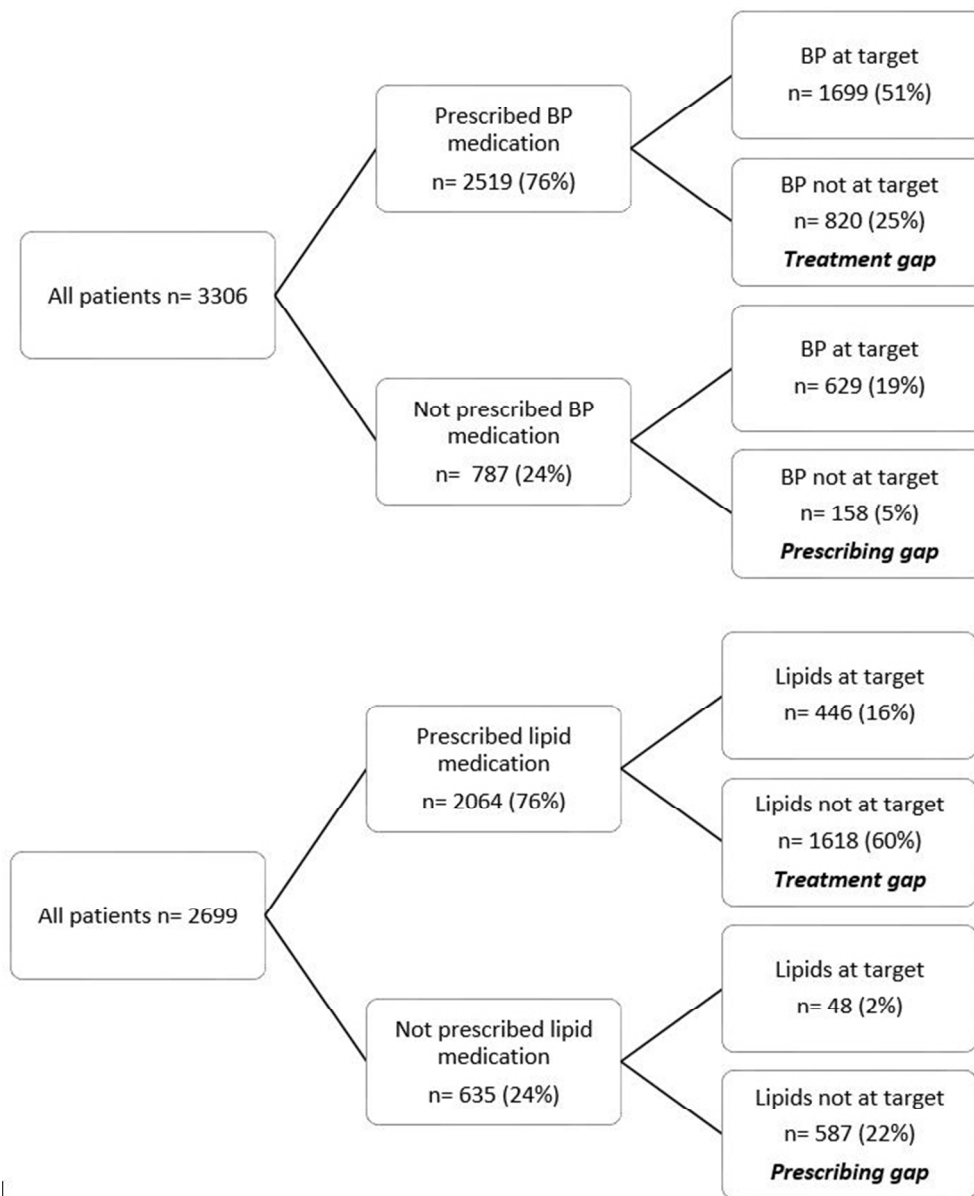 All patients n= 3306
Prescribed BP
medication
n= 2519 (76%)
BP at target
n= 1699 (51%)
BP not at target
n= 820 (25%)
Treatment gap
Not prescribed BP
medication
n=  787 (24%)
BP at target
n= 629 (19%)
BP not at target
n= 158 (5%)
Prescribing gap
All patients n= 2699
Prescribed lipid
medication
n= 2064 (76%)
Lipids at target
n= 446 (16%)
Lipids not at target
n= 1618 (60%)
Treatment gap
Not prescribed lipid
medication
n= 635 (24%)
Lipids at target
n= 48 (2%)
Lipids not at target
n= 587 (22%)
Prescribing gap